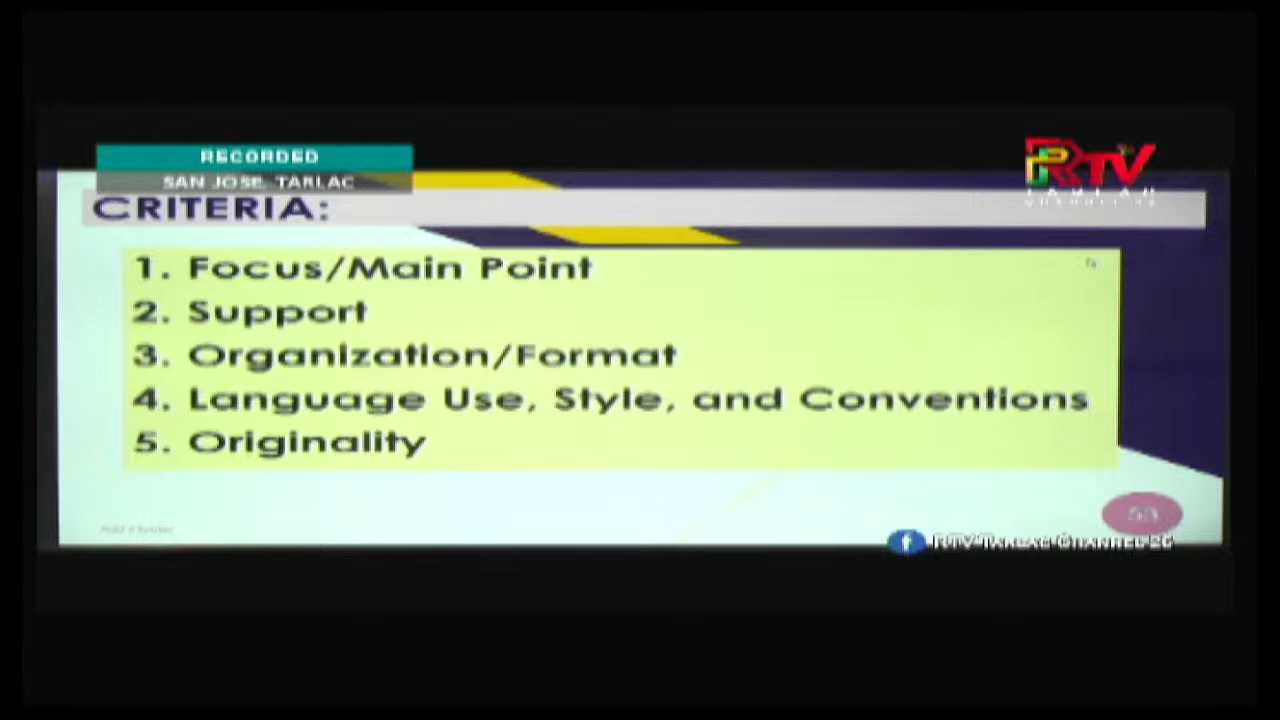 RECORDED
SAN JOSE, TARLAC
RTV
CRITERIA:
1. Focus/Main Point
2. Support
3. Organization/Format
4. Language Use, Style, and Conventions
5. Originality
53
RTV TARLAC CHANNEL 26